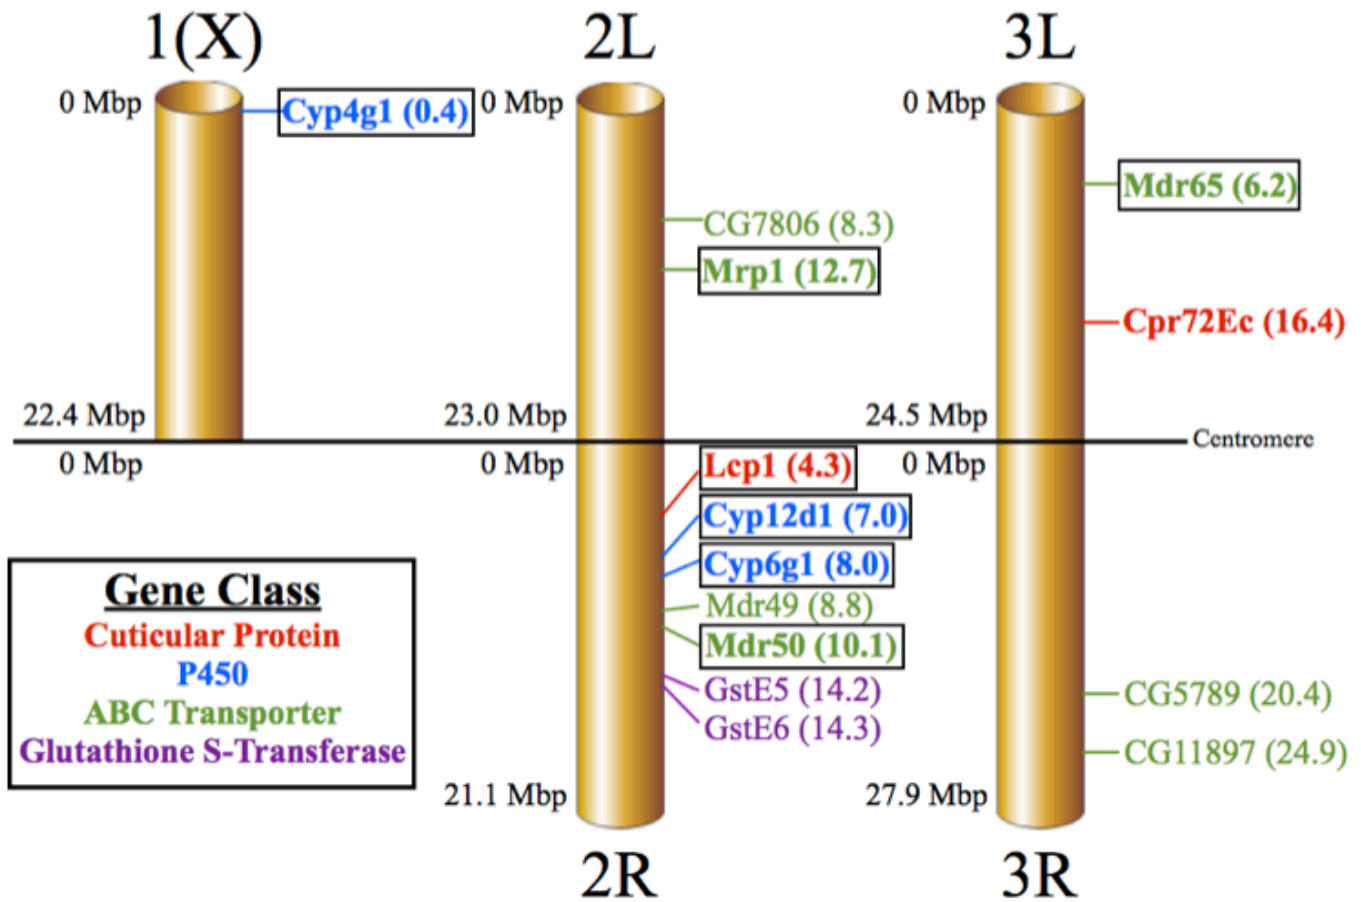 1(X)
2L
3L
0 Mbp
Cyp4g1 (0.4)
0 Mbp
0 Mbp
Mdr65 (6.2)
CG7806 (8.3)
Mrp1 (12.7)
Cpr72Ec (16.4)
22.4 Mbp
23.0 Mbp
24.5 Mbp
Centromere
0 Mbp
0 Mbp
Lcp1 (4.3)
0 Mbp
Cyp12d1 (7.0)
Cyp6g1 (8.0)
Mdr49 (8.8)
Mdr50 (10.1)
GstE5 (14.2)
GstE6 (14.3)
CG5789 (20.4)
CG11897 (24.9)
Gene Class
Cuticular Protein
P450
ABC Transporter
Glutathione S-Transferase
21.1 Mbp
27.9 Mbp
2R
3R